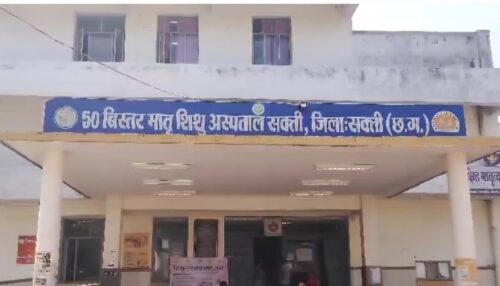 50 बिस्तर मातृ शिशु अस्पताल सक्ती, जिला:सक्ती (छ.ग.)